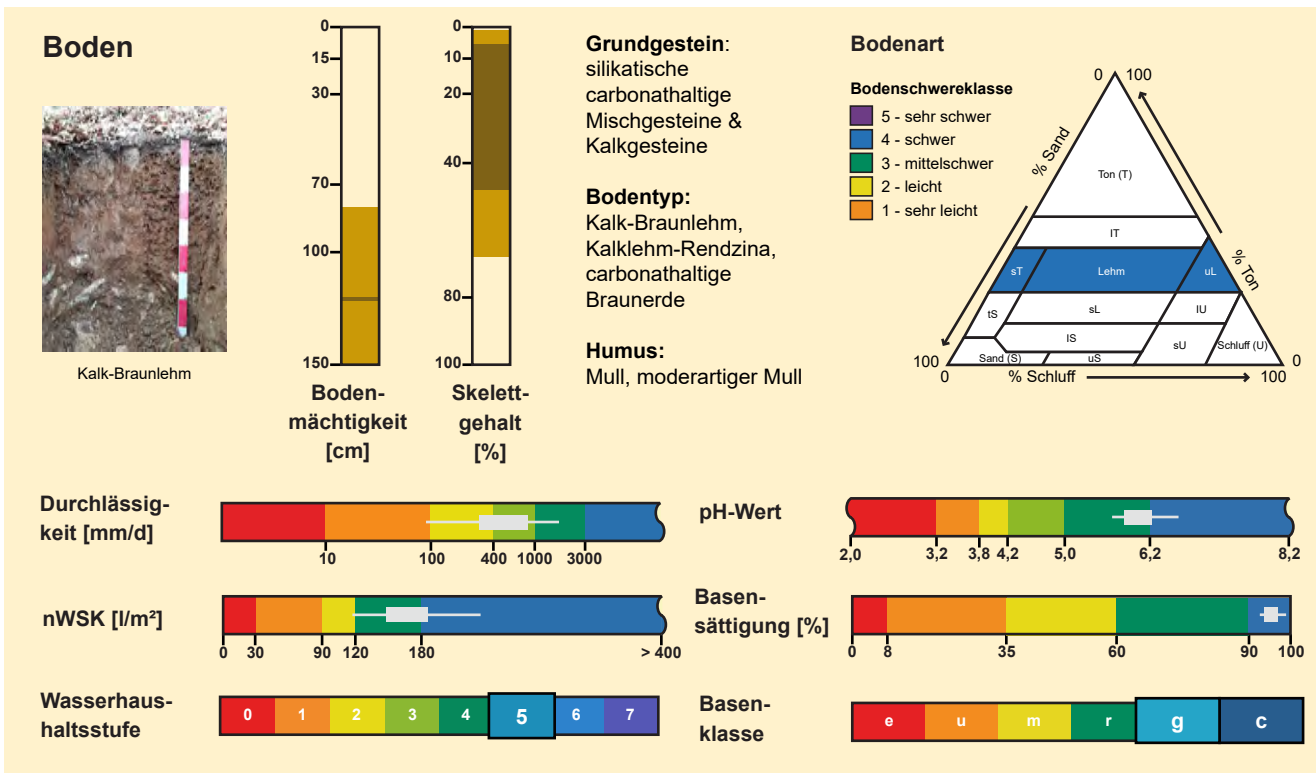 Boden
Kalk-Braunlehm
0
15
30
70
100
150
Boden-
mächtigkeit
[cm]
0
10
20
40
80
100
Skelett-
gehalt
[%]
Grundgestein:
silikatische
carbonathaltige
Mischgesteine &
Kalkgesteine
Bodentyp:
Kalk-Braunlehm,
Kalklehm-Rendzina,
carbonathaltige
Braunerde
Humus:
Mull, moderartiger Mull
Bodenart
Bodenschwereklasse
5 - sehr schwer
4 - schwer
3 - mittelschwer
2 - leicht
1 - sehr leicht
0 100
% Sand
% Ton
Ton (T)
lT
sT Lehm uL
tS sL lU
lS
Sand (S) uS sU Schluff (U)
100 0
0 % Schluff 100
Durchlässig-
keit [mm/d]
10 100 400 1000 3000
nWSK [l/m²]
0 30 90 120 180 > 400
Wasserhaus-
haltsstufe
0 1 2 3 4 5 6 7
pH-Wert
2,0 3,2 3,8 4,2 5,0 6,2 8,2
Basen-
sättigung [%]
0 8 35 60 90 100
Basen-
klasse
e u m r g c